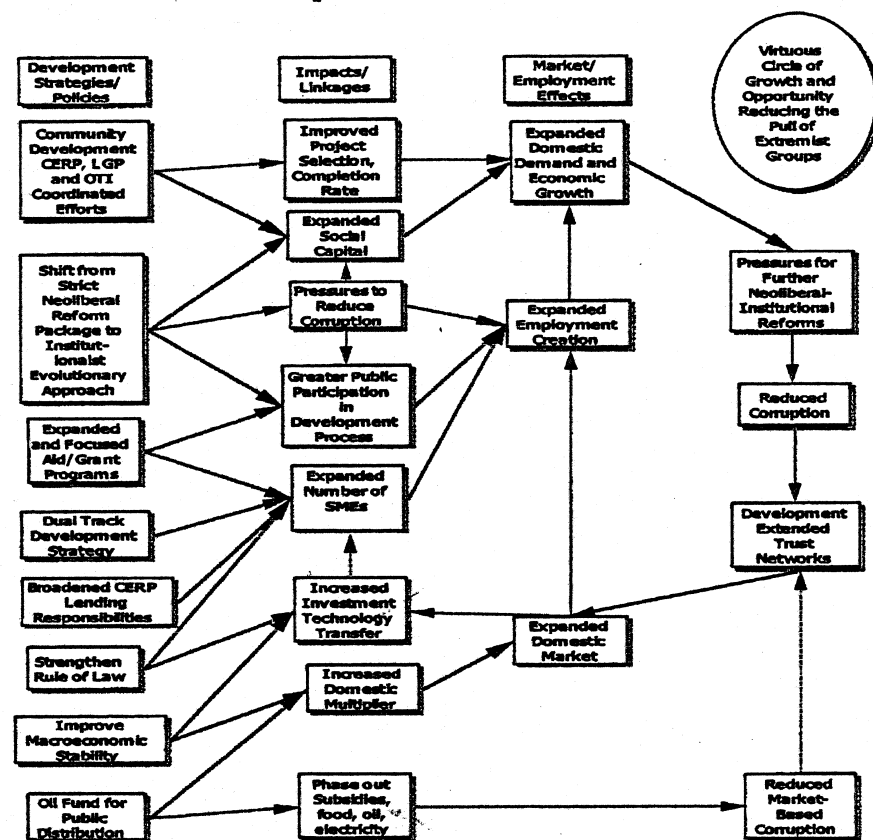 Development
Strategies/
Policies
Impacts/
Linkages
Market/
Employment
Effects
Virtuous
Circle of
Growth and
Opportunity
Reducing the
Pull of
Extremist
Groups
Community
Development
CERP, LGP
and OTI
Coordinated
Efforts
Improved
Project
Selection,
Completion
Rate
Expanded
Domestic
Demand and
Economic
Growth
Expanded
Social
Capital
Shift from
Strict
Neoliberal
Reform
Package to
Institut-
ionalist
Evolutionary
Approach
Pressures to
Reduce
Corruption
Expanded
Employment
Creation
Pressures for
Further
Neoliberal-
Institutional
Reforms
Greater Public
Participation
in
Development
Process
Reduced
Corruption
Expanded
and Focused
Aid/Grant
Programs
Expanded
Number of
SMEs
Development
Extended
Trust
Networks
Dual Track
Development
Strategy
Broadened CERP
Lending
Responsibilities
Increased
Investment
Technology
Transfer
Expanded
Domestic
Market
Strengthen
Rule of Law
Increased
Domestic
Multiplier
Improve
Macroeconomic
Stability
Oil Fund for
Public
Distribution
Phase out
Subsidies,
food, oil,
electricity
Reduced
Market-
Based
Corruption